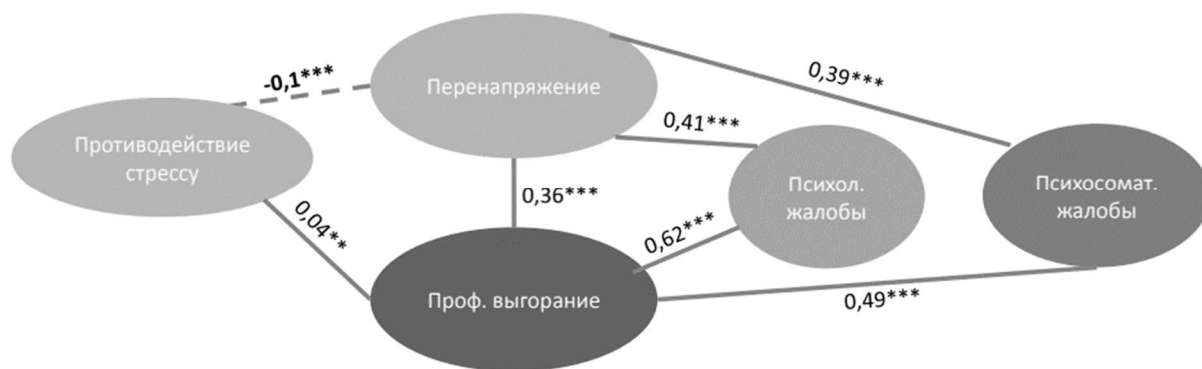 Перенапряжение
-0,1***
0,39***
Противодействие
стрессу
0,41***
Психол.
жалобы
Психосомат.
жалобы
0,36***
0,04**
0,62***
Проф. выгорание
0,49***